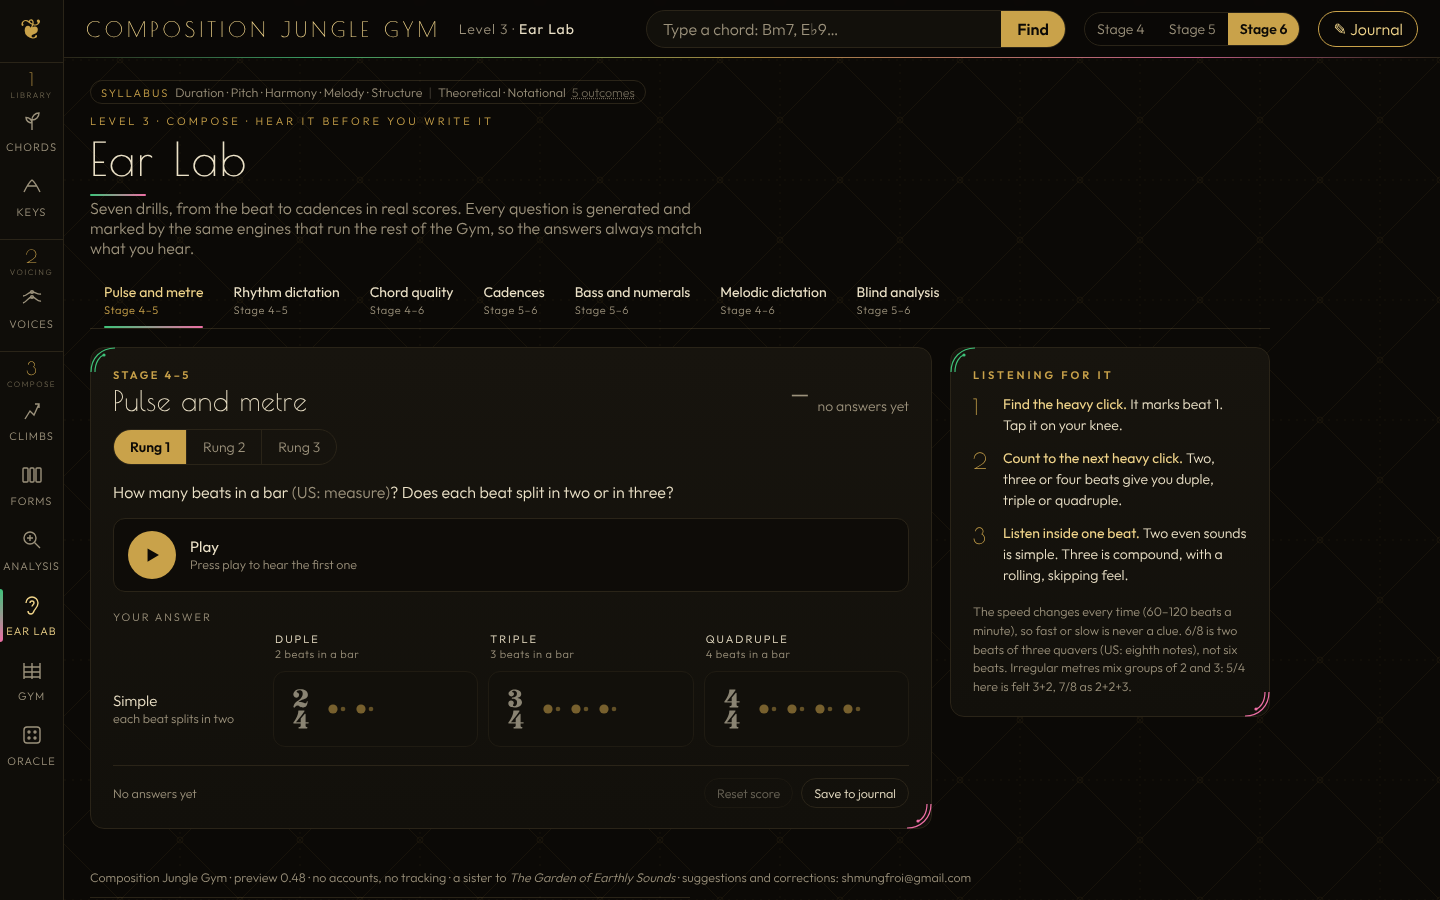 COMPOSITION JUNGLE GYM
Level 3 · Ear Lab
Type a chord: Bm7, E♭9...
Find
Stage 4
Stage 5
Stage 6
✎ Journal
1
LIBRARY
CHORDS
KEYS
2
VOICING
VOICES
3
COMPOSE
CLIMBS
FORMS
ANALYSIS
EAR LAB
GYM
ORACLE
SYLLABUS Duration · Pitch · Harmony · Melody · Structure | Theoretical · Notational 5 outcomes
LEVEL 3 · COMPOSE · HEAR IT BEFORE YOU WRITE IT
Ear Lab
Seven drills, from the beat to cadences in real scores. Every question is generated and
marked by the same engines that run the rest of the Gym, so the answers always match
what you hear.
Pulse and metre
Stage 4–5
Rhythm dictation
Stage 4–5
Chord quality
Stage 4–6
Cadences
Stage 5–6
Bass and numerals
Stage 5–6
Melodic dictation
Stage 4–6
Blind analysis
Stage 5–6
STAGE 4–5
Pulse and metre
— no answers yet
Rung 1
Rung 2
Rung 3
How many beats in a bar (US: measure)? Does each beat split in two or in three?
Play
Press play to hear the first one
YOUR ANSWER
DUPLE
2 beats in a bar
TRIPLE
3 beats in a bar
QUADRUPLE
4 beats in a bar
Simple
each beat splits in two
2
4
3
4
4
4
No answers yet
Reset score
Save to journal
LISTENING FOR IT
1 Find the heavy click. It marks beat 1.
Tap it on your knee.
2 Count to the next heavy click. Two,
three or four beats give you duple,
triple or quadruple.
3 Listen inside one beat. Two even sounds
is simple. Three is compound, with a
rolling, skipping feel.
The speed changes every time (60–120 beats a
minute), so fast or slow is never a clue. 6/8 is two
beats of three quavers (US: eighth notes), not six
beats. Irregular metres mix groups of 2 and 3: 5/4
here is felt 3+2, 7/8 as 2+2+3.
Composition Jungle Gym · preview 0.48 · no accounts, no tracking · a sister to The Garden of Earthly Sounds · suggestions and corrections: shmungfroi@gmail.com